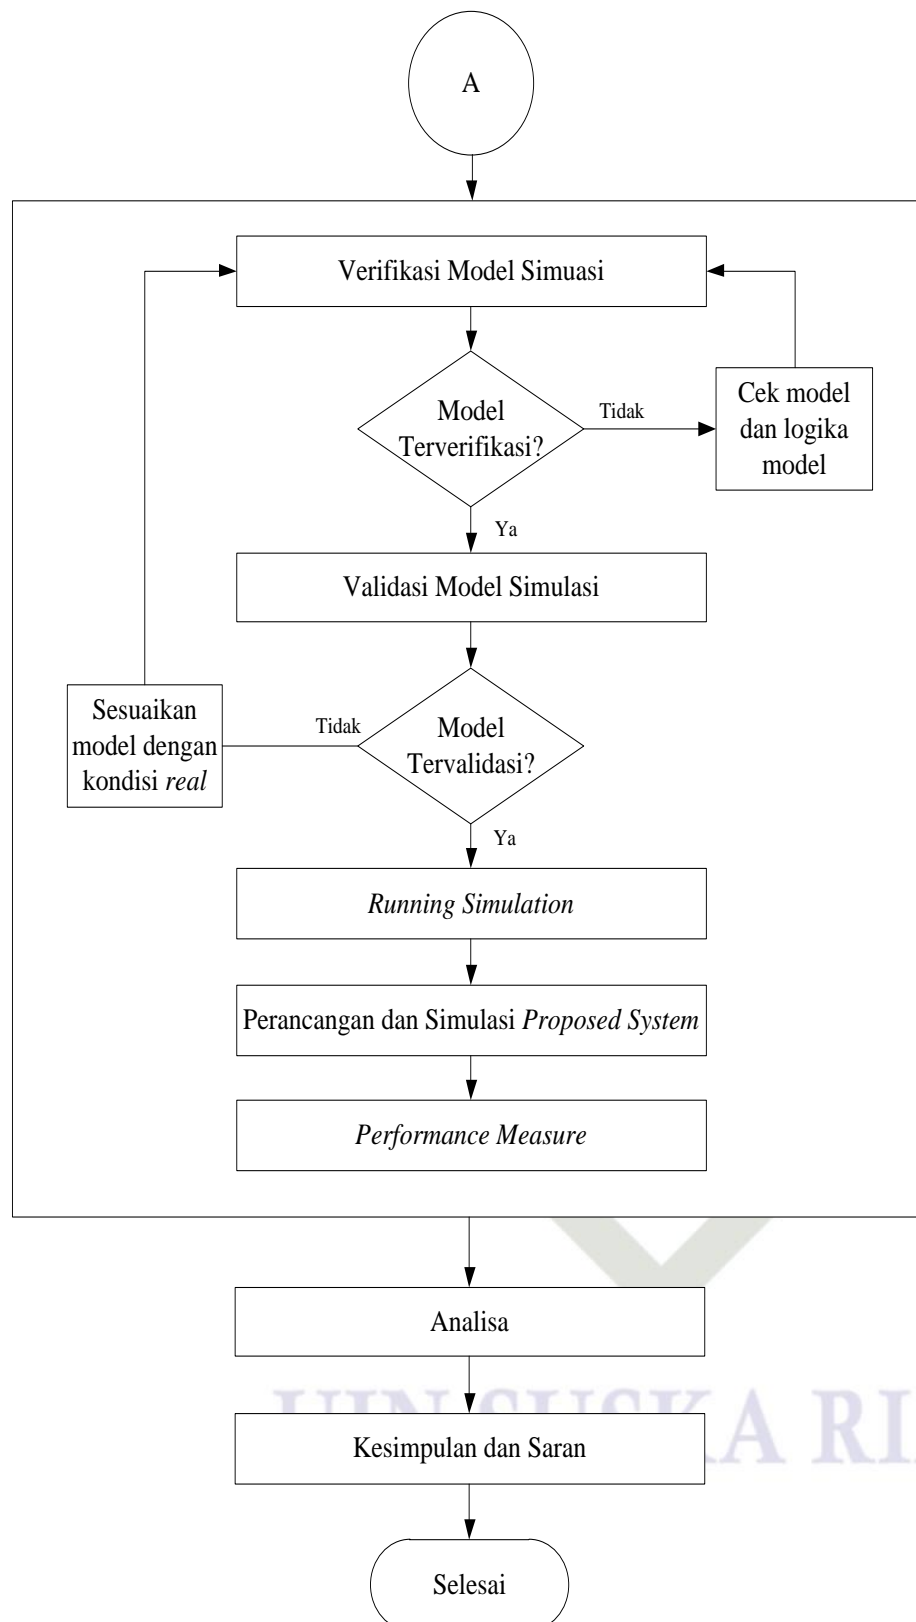 A
Verifikasi Model Simuasi
Model
Terverifikasi?
Tidak
Cek model
dan logika
model
Ya
Validasi Model Simulasi
Sesuaikan
model dengan
kondisi real
Tidak
Model
Tervalidasi?
Ya
Running Simulation
Perancangan dan Simulasi Proposed System
Performance Measure
Analisa
UIN SUSKA
Kesimpulan dan Saran
Selesai